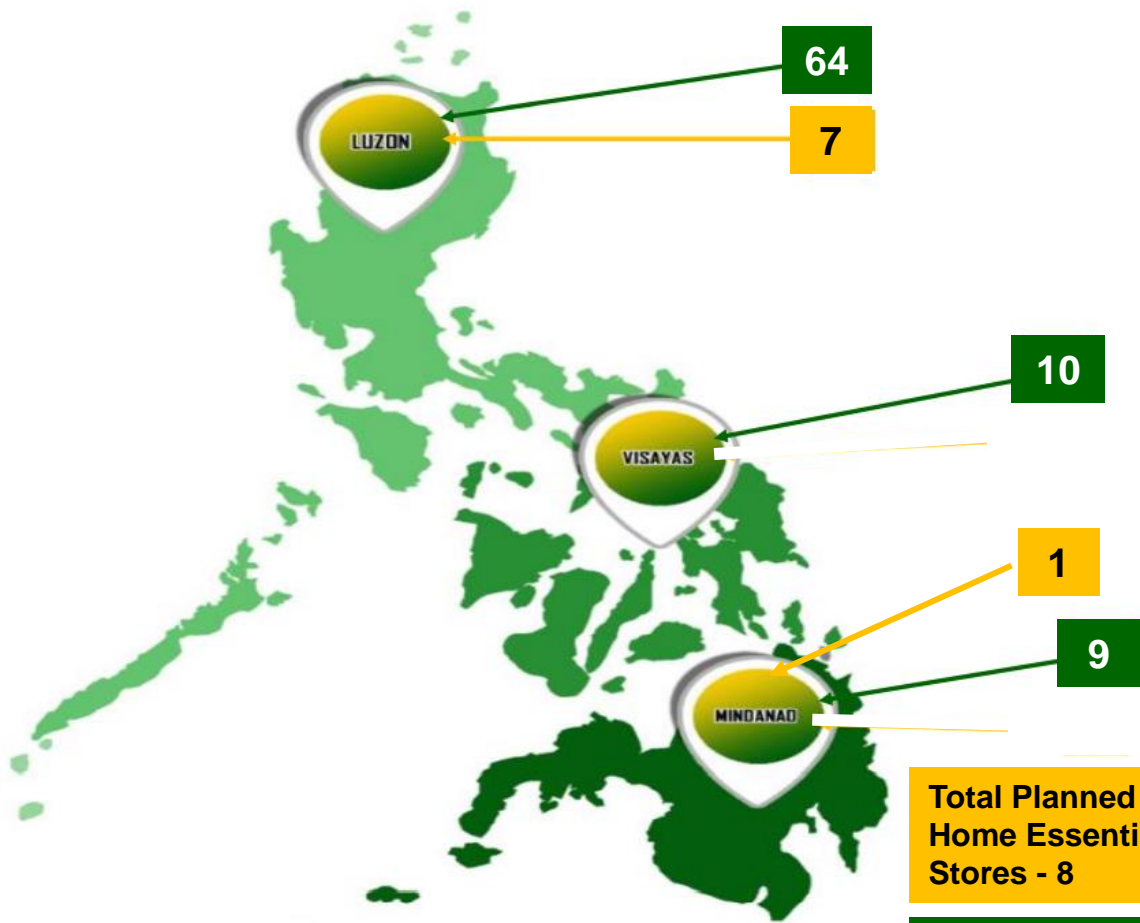 64
LUZON
7
10
VISAYAS
1
9
MINDANAO
Total Planned
Home Essenti
Stores - 8